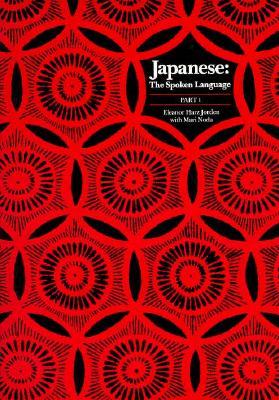 Japanese:
The Spoken Language
PART 1
Eleanor Harz Jorden
with Mari Noda